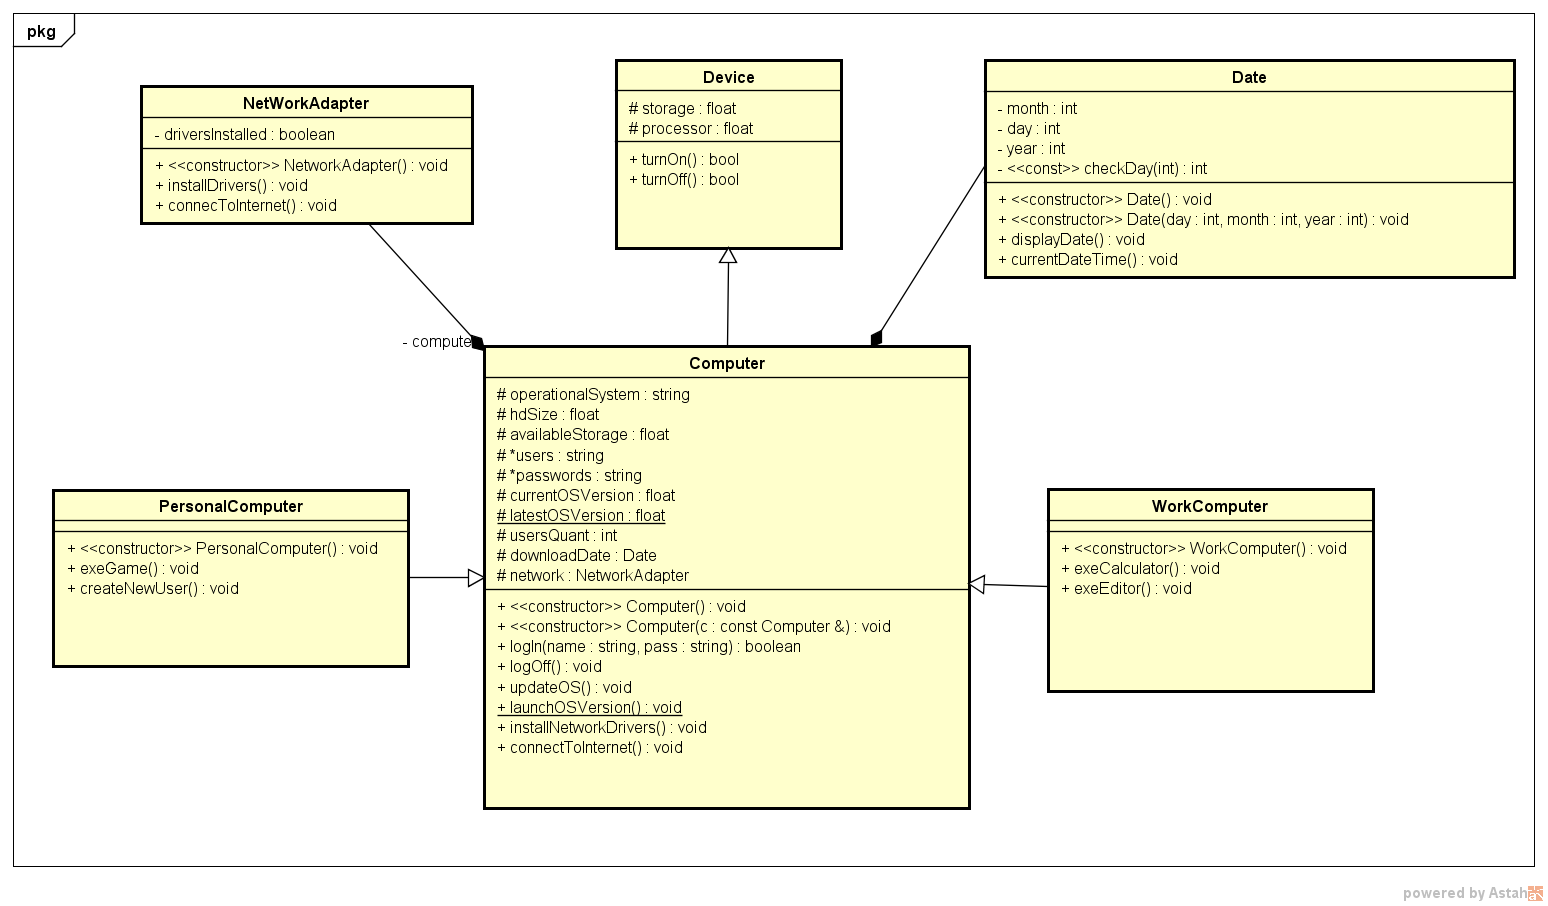 pkg
NetWorkAdapter
- driversInstalled : boolean
+ <<constructor>> NetworkAdapter() : void
+ installDrivers() : void
+ connecToInternet() : void
Device
# storage : float
# processor : float
+ turnOn() : bool
+ turnOff() : bool
Date
- month : int
- day : int
- year : int
- <<const>> checkDay(int) : int
+ <<constructor>> Date() : void
+ <<constructor>> Date(day : int, month : int, year : int) : void
+ displayDate() : void
+ currentDateTime() : void
- compute
Computer
# operationalSystem : string
# hdSize : float
# availableStorage : float
# *users : string
# *passwords : string
# currentOSVersion : float
# latestOSVersion : float
# usersQuant : int
# downloadDate : Date
# network : NetworkAdapter
+ <<constructor>> Computer() : void
+ <<constructor>> Computer(c : const Computer &) : void
+ logIn(name : string, pass : string) : boolean
+ logOff() : void
+ updateOS() : void
+ launchOSVersion() : void
+ installNetworkDrivers() : void
+ connectToInternet() : void
PersonalComputer
+ <<constructor>> PersonalComputer() : void
+ exeGame() : void
+ createNewUser() : void
WorkComputer
+ <<constructor>> WorkComputer() : void
+ exeCalculator() : void
+ exeEditor() : void
powered by Astah